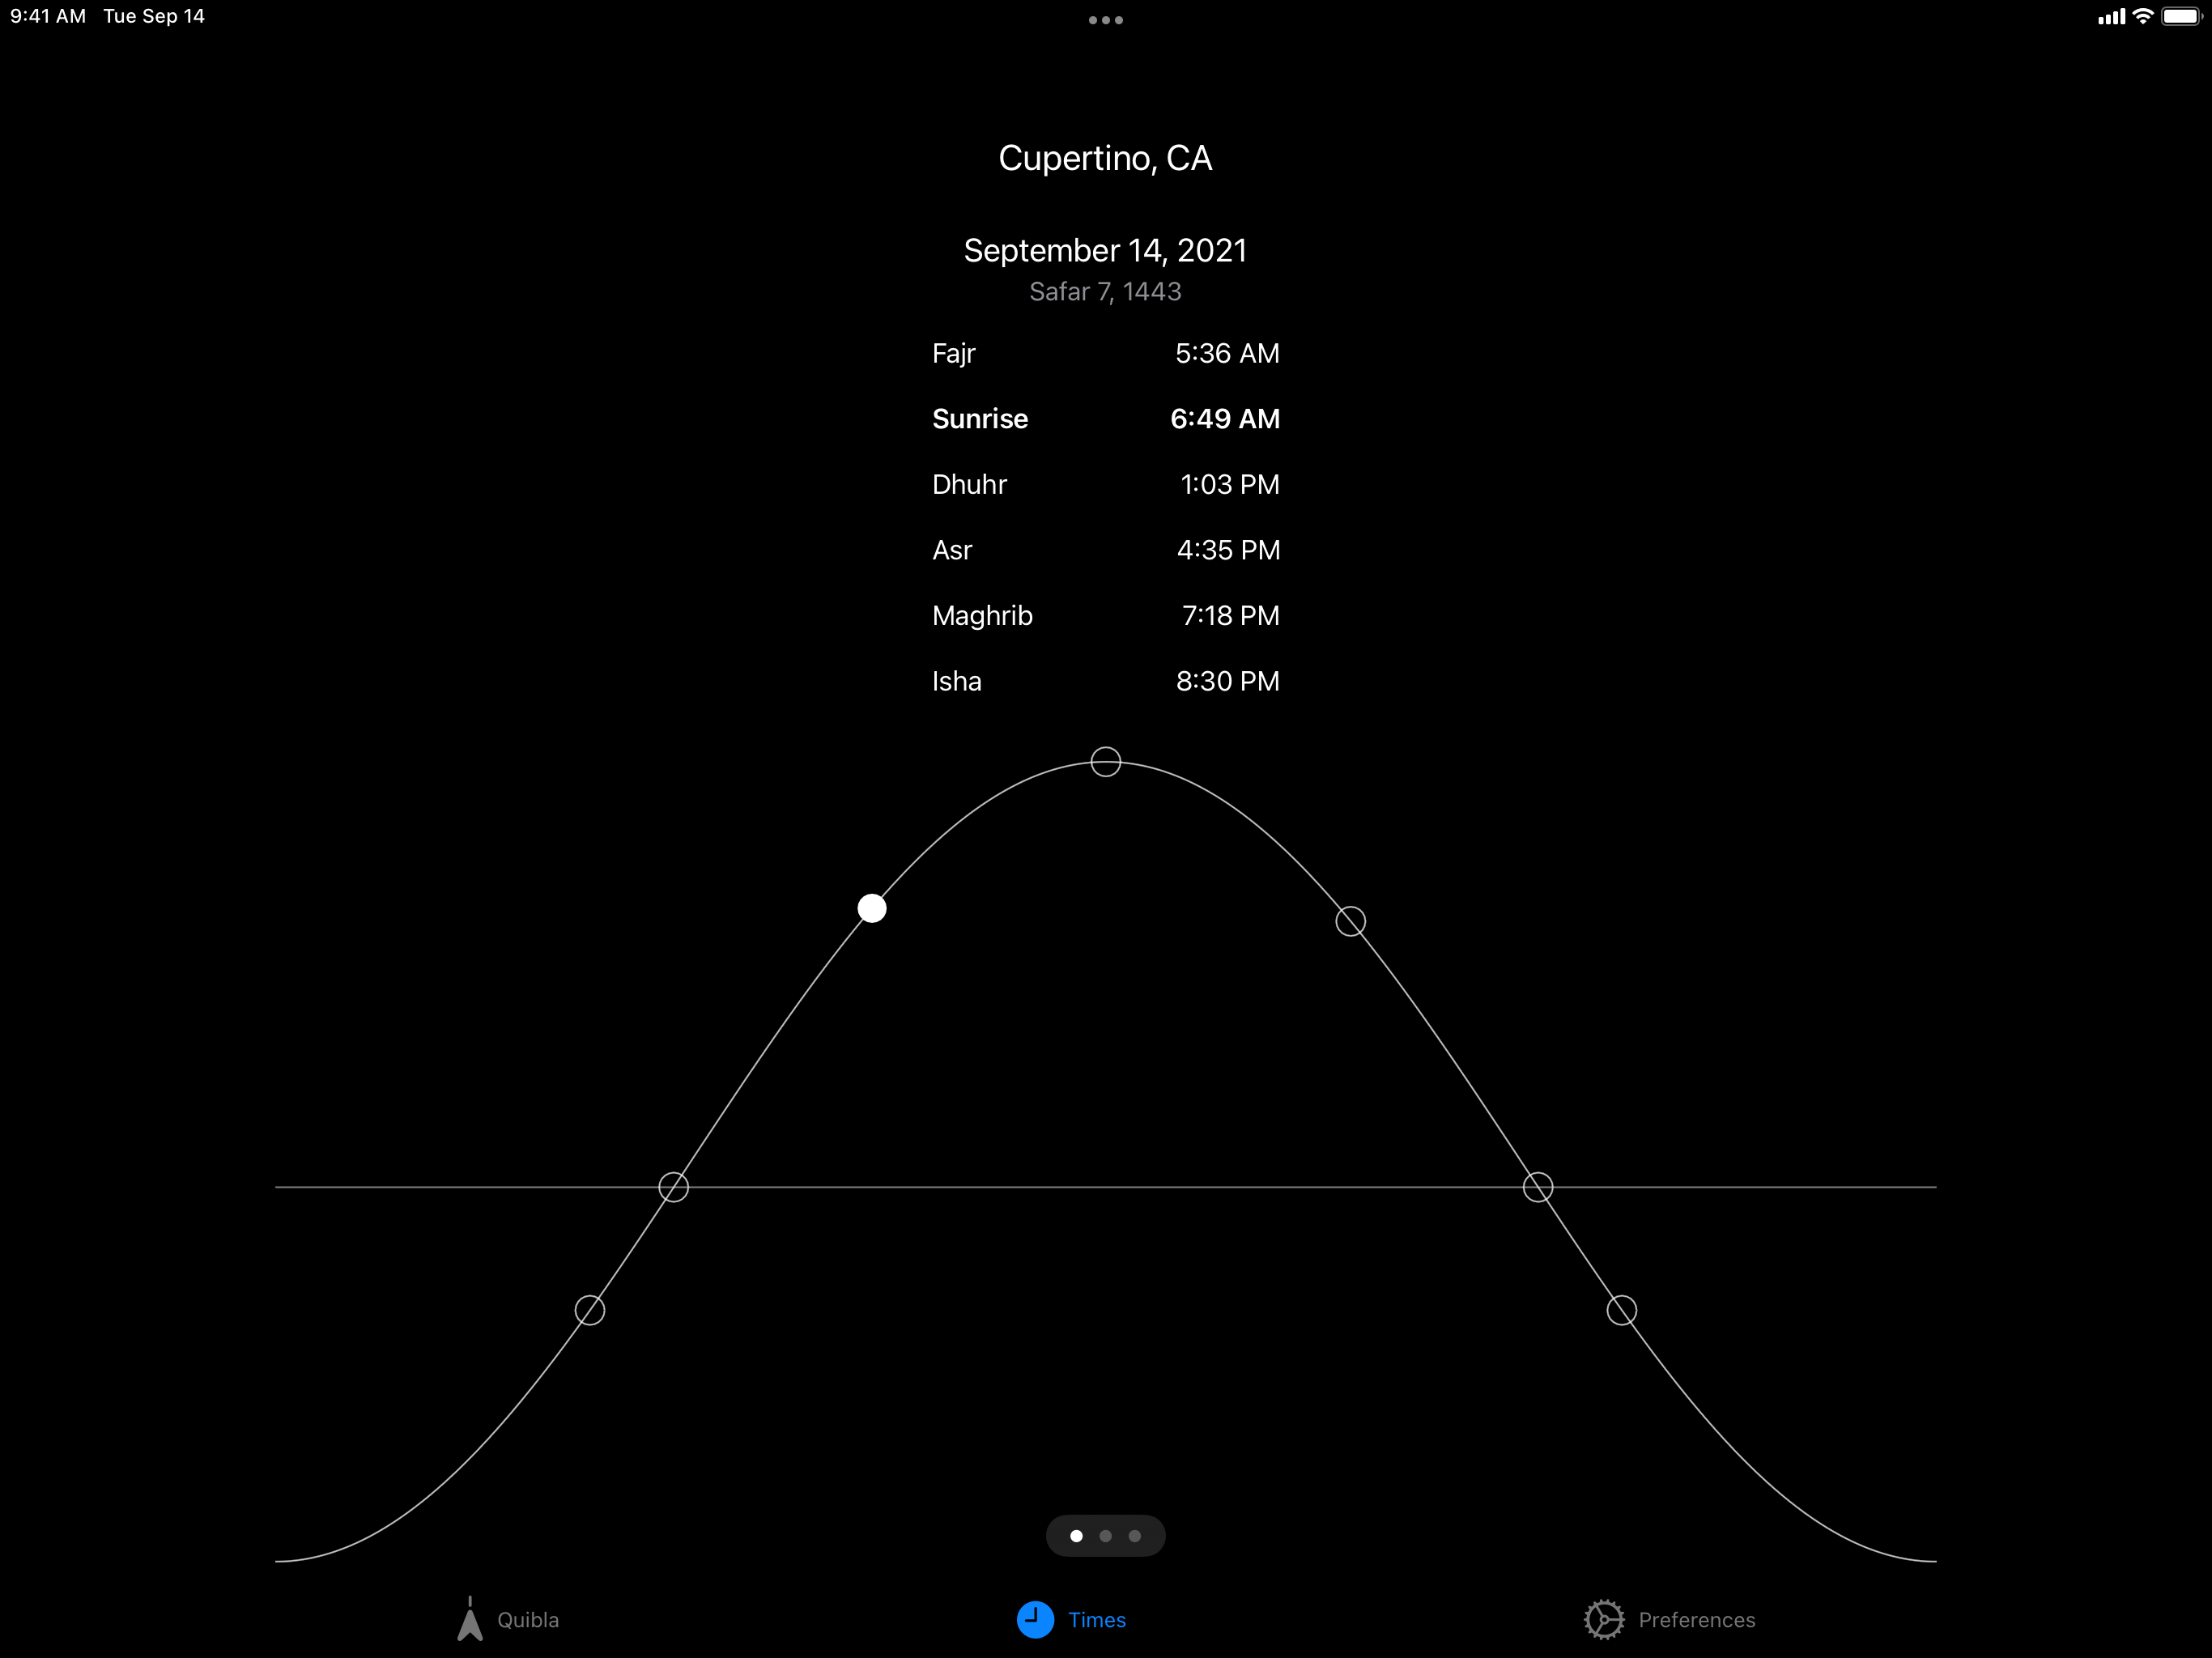 9:41 AM Tue Sep 14
Cupertino, CA
September 14, 2021
Safar 7, 1443
Fajr 5:36 AM
Sunrise 6:49 AM
Dhuhr 1:03 PM
Asr 4:35 PM
Maghrib 7:18 PM
Isha 8:30 PM
Quibla Times Preferences